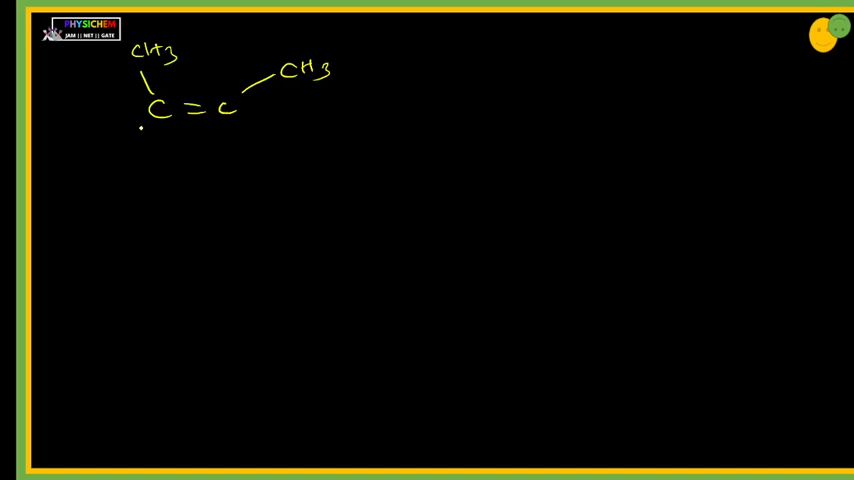 PHYSICHEM
JAM || NET || GATE
CH3
CH3
C = C